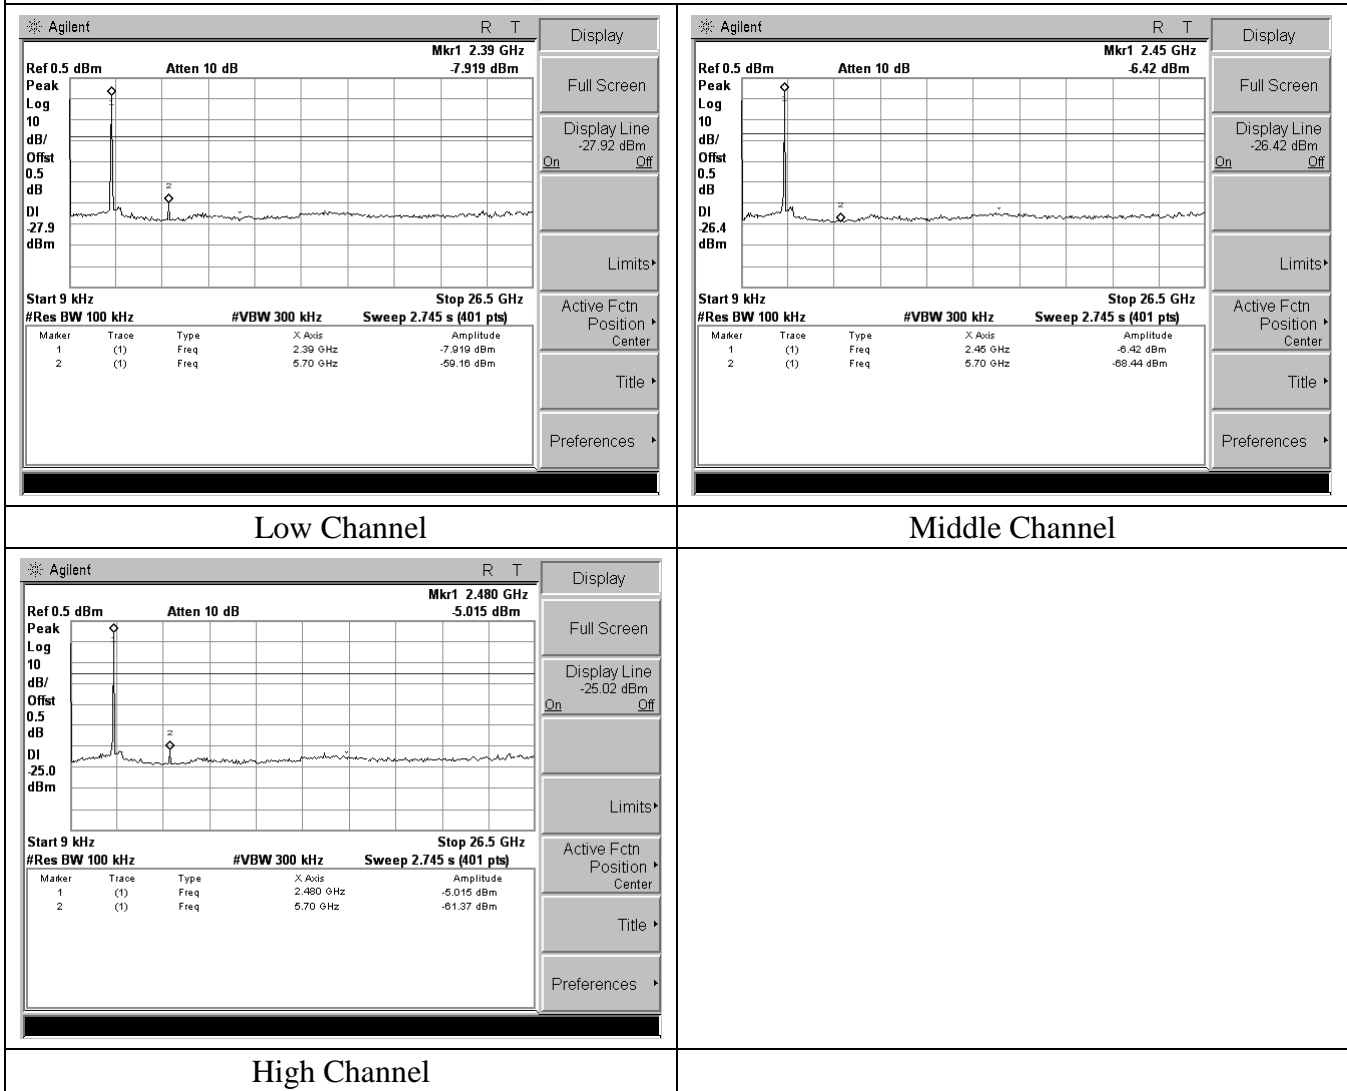 Agilent R T
Mkr1 2.39 GHz
Ref 0.5 dBm Atten 10 dB -7.919 dBm
Peak
Log
10
dB/
Offst
0.5
dB
DI
-27.9
dBm
1
2
Start 9 kHz Stop 26.5 GHz
#Res BW 100 kHz #VBW 300 kHz Sweep 2.745 s (401 pts)
Marker Trace Type X Axis Amplitude
1 (1) Freq 2.39 GHz -7.919 dBm
2 (1) Freq 5.70 GHz -59.16 dBm
Display
Full Screen
Display Line
-27.92 dBm
On Off
Limits
Active Fctn
Position
Center
Title
Preferences
Agilent R T
Mkr1 2.45 GHz
Ref 0.5 dBm Atten 10 dB -6.42 dBm
Peak
Log
10
dB/
Offst
0.5
dB
DI
-26.4
dBm
1
2
Start 9 kHz Stop 26.5 GHz
#Res BW 100 kHz #VBW 300 kHz Sweep 2.745 s (401 pts)
Marker Trace Type X Axis Amplitude
1 (1) Freq 2.45 GHz -6.42 dBm
2 (1) Freq 5.70 GHz -68.44 dBm
Display
Full Screen
Display Line
-26.42 dBm
On Off
Limits
Active Fctn
Position
Center
Title
Preferences
Low Channel
Middle Channel
Agilent R T
Mkr1 2.480 GHz
Ref 0.5 dBm Atten 10 dB -5.015 dBm
Peak
Log
10
dB/
Offst
0.5
dB
DI
-25.0
dBm
1
2
Start 9 kHz Stop 26.5 GHz
#Res BW 100 kHz #VBW 300 kHz Sweep 2.745 s (401 pts)
Marker Trace Type X Axis Amplitude
1 (1) Freq 2.480 GHz -5.015 dBm
2 (1) Freq 5.70 GHz -61.37 dBm
Display
Full Screen
Display Line
-25.02 dBm
On Off
Limits
Active Fctn
Position
Center
Title
Preferences
High Channel